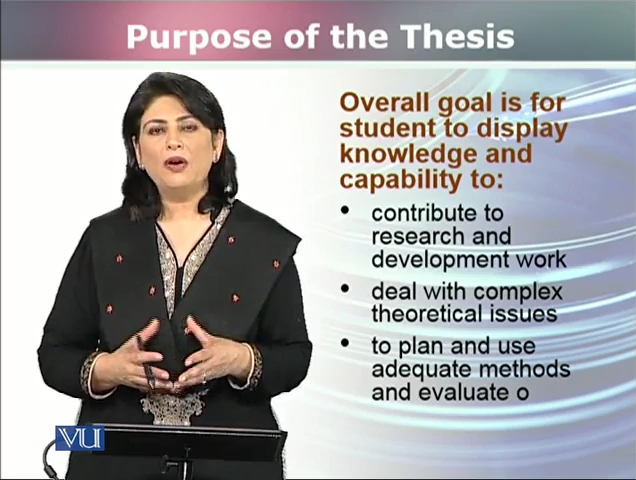 Purpose of the Thesis
Overall goal is for
student to display
knowledge and
capability to:
• contribute to
research and
development work
• deal with complex
theoretical issues
• to plan and use
adequate methods
and evaluate o
VU